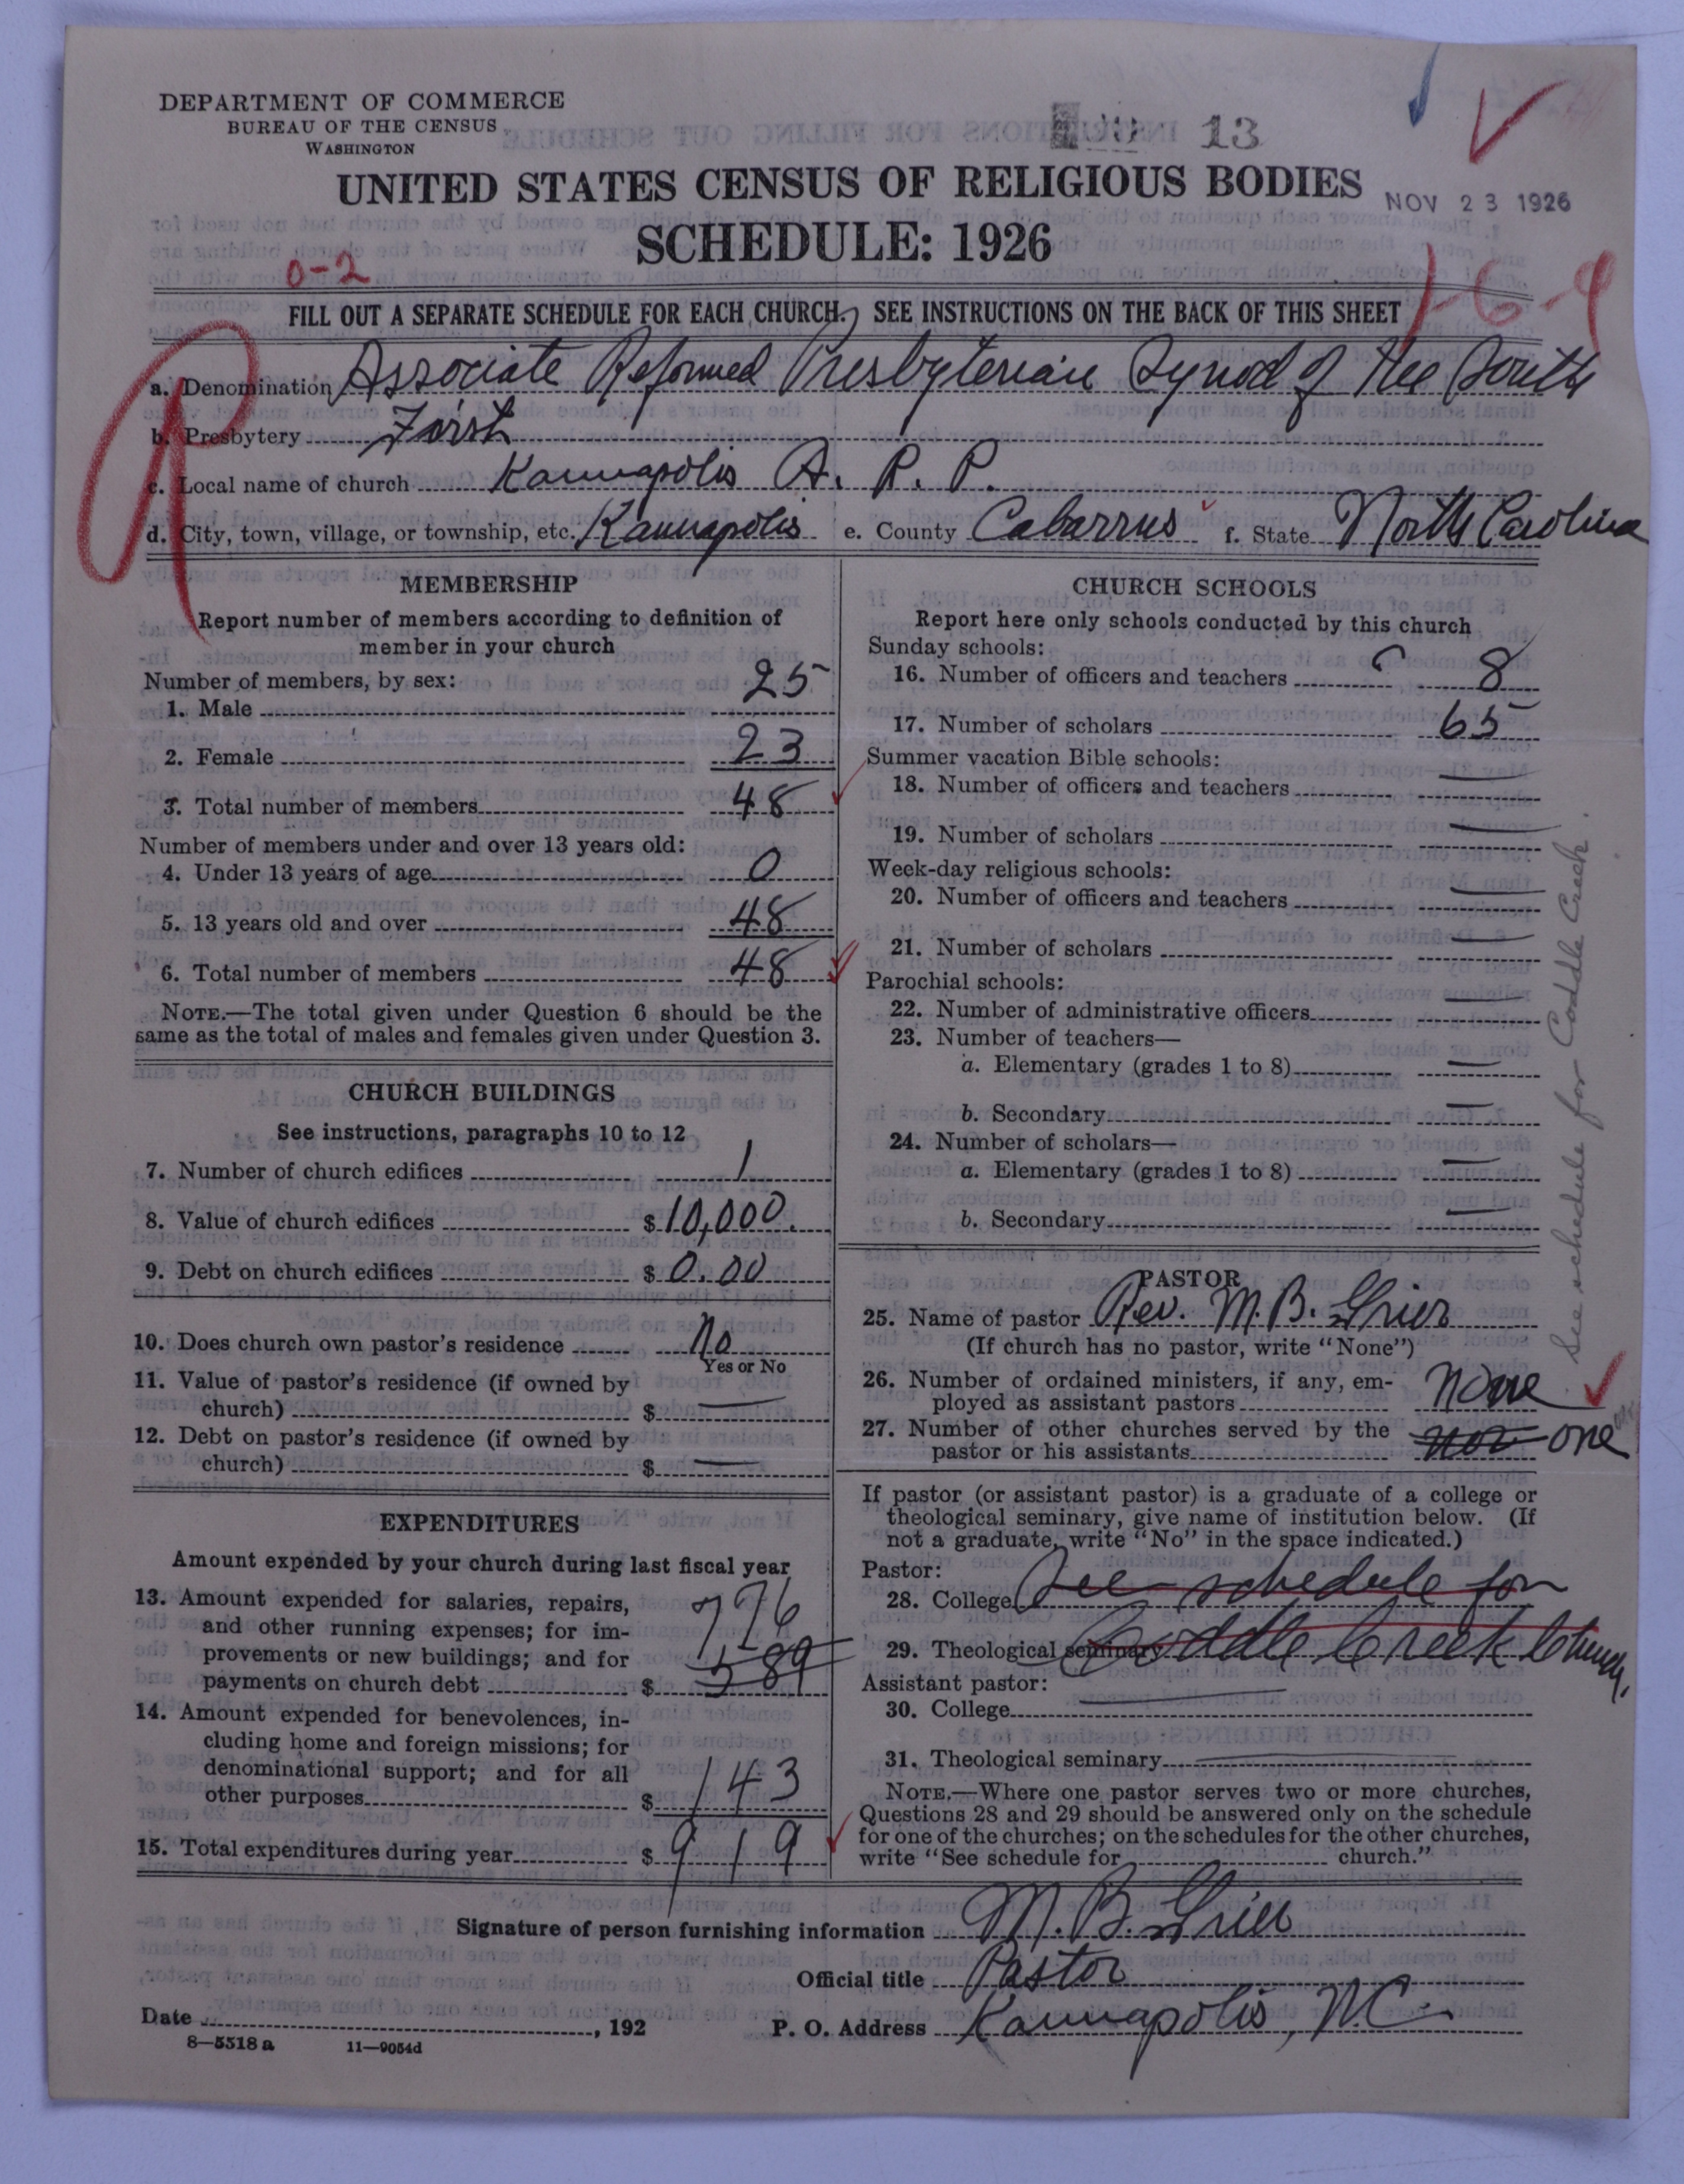 DEPARTMENT OF COMMERCE
BUREAU OF THE CENSUS
WASHINGTON
13
UNITED STATES CENSUS OF RELIGIOUS BODIES
NOV 23 1926
SCHEDULE: 1926
0-2
1-6-9
FILL OUT A SEPARATE SCHEDULE FOR EACH CHURCH. SEE INSTRUCTIONS ON THE BACK OF THIS SHEET
a. Denomination Associate Reformed Presbyterian Synod of the South
b. Presbytery First
c. Local name of church Kannapolis A. R. P.
d. City, town, village, or township, etc. Kannapolis e. County Cabarrus f. State North Carolina
MEMBERSHIP
Report number of members according to definition of
member in your church
Number of members, by sex:
1. Male 25
2. Female 23
3. Total number of members 48
Number of members under and over 13 years old:
4. Under 13 years of age 0
5. 13 years old and over 48
6. Total number of members 48
NOTE.—The total given under Question 6 should be the
same as the total of males and females given under Question 3.
CHURCH BUILDINGS
See instructions, paragraphs 10 to 12
7. Number of church edifices 1
8. Value of church edifices $10,000.
9. Debt on church edifices $ 0.00
10. Does church own pastor's residence No
Yes or No
11. Value of pastor's residence (if owned by
church) $ —
12. Debt on pastor's residence (if owned by
church) $ —
EXPENDITURES
Amount expended by your church during last fiscal year
13. Amount expended for salaries, repairs,
and other running expenses; for im-
provements or new buildings; and for
payments on church debt $ 589
776
14. Amount expended for benevolences, in-
cluding home and foreign missions; for
denominational support; and for all
other purposes $ 143
15. Total expenditures during year $ 919
CHURCH SCHOOLS
Report here only schools conducted by this church
Sunday schools:
16. Number of officers and teachers 8
17. Number of scholars 65
Summer vacation Bible schools:
18. Number of officers and teachers —
19. Number of scholars —
Week-day religious schools:
20. Number of officers and teachers —
21. Number of scholars —
Parochial schools:
22. Number of administrative officers —
23. Number of teachers—
a. Elementary (grades 1 to 8) —
b. Secondary —
24. Number of scholars—
a. Elementary (grades 1 to 8) —
b. Secondary —
See schedule for Coddle Creek.
PASTOR
25. Name of pastor Rev. M. B. Grier
(If church has no pastor, write "None")
26. Number of ordained ministers, if any, em-
ployed as assistant pastors None
27. Number of other churches served by the
pastor or his assistants one
If pastor (or assistant pastor) is a graduate of a college or
theological seminary, give name of institution below. (If
not a graduate, write "No" in the space indicated.)
Pastor:
28. College See schedule for
29. Theological seminary Coddle Creek Church.
Assistant pastor:
30. College —
31. Theological seminary —
NOTE.—Where one pastor serves two or more churches,
Questions 28 and 29 should be answered only on the schedule
for one of the churches; on the schedules for the other churches,
write "See schedule for church."
Signature of person furnishing information M. B. Grier
Official title Pastor
Date , 192 P. O. Address Kannapolis, N C
8—5518 a 11—9054d